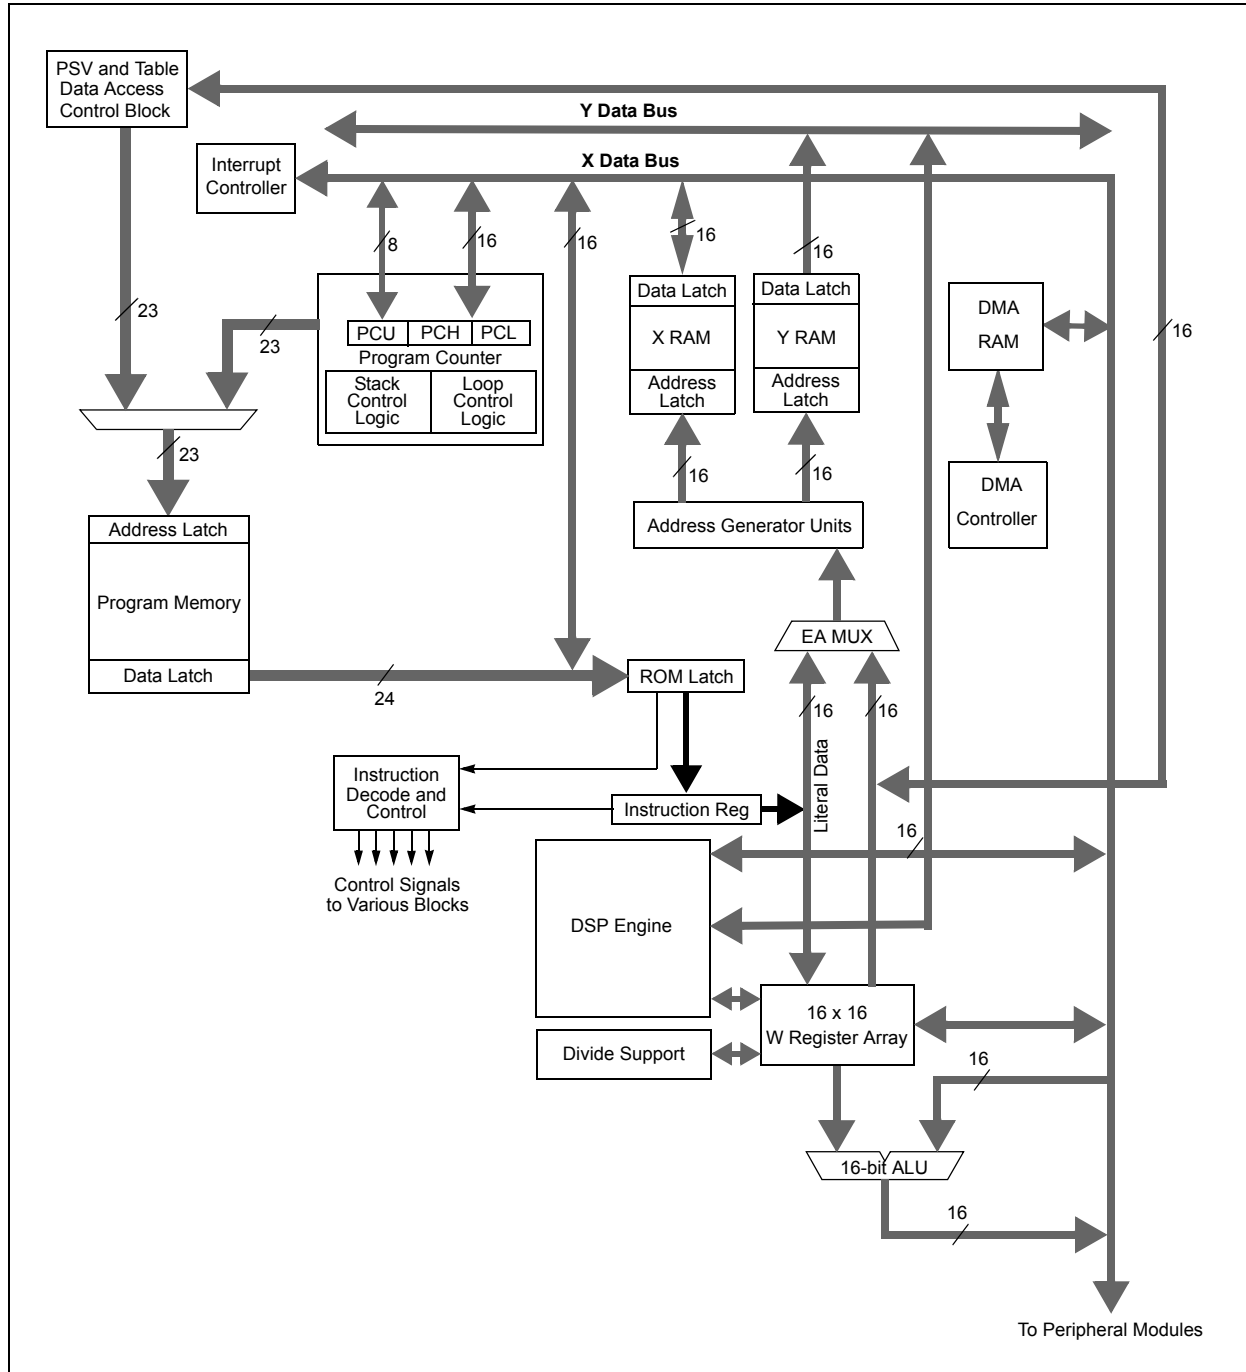 PSV and Table
Data Access
Control Block
Y Data Bus
Interrupt
Controller
X Data Bus
8
16
16
16
16
23
23
PCU
PCH
PCL
Program Counter
Stack
Control
Logic
Loop
Control
Logic
Data Latch
X RAM
Address
Latch
Data Latch
Y RAM
Address
Latch
DMA
RAM
16
23
16
16
DMA
Controller
Address Generator Units
Address Latch
Program Memory
Data Latch
24
EA MUX
ROM Latch
16
16
Literal Data
Instruction
Decode and
Control
Instruction Reg
Control Signals
to Various Blocks
16
DSP Engine
16 x 16
W Register Array
Divide Support
16
16-bit ALU
16
To Peripheral Modules